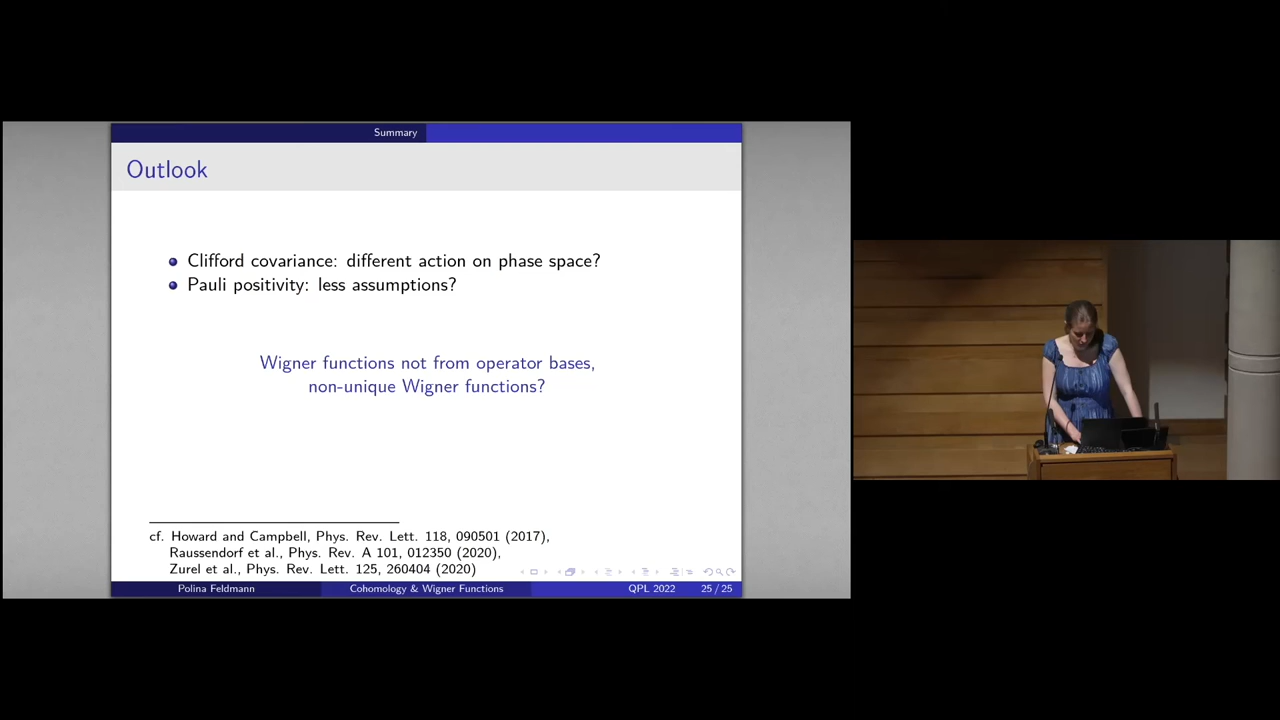 Summary
Outlook
Clifford covariance: different action on phase space?
Pauli positivity: less assumptions?
Wigner functions not from operator bases,
non-unique Wigner functions?
cf. Howard and Campbell, Phys. Rev. Lett. 118, 090501 (2017),
Raussendorf et al., Phys. Rev. A 101, 012350 (2020),
Zurel et al., Phys. Rev. Lett. 125, 260404 (2020)
Polina Feldmann Cohomology & Wigner Functions QPL 2022 25 / 25